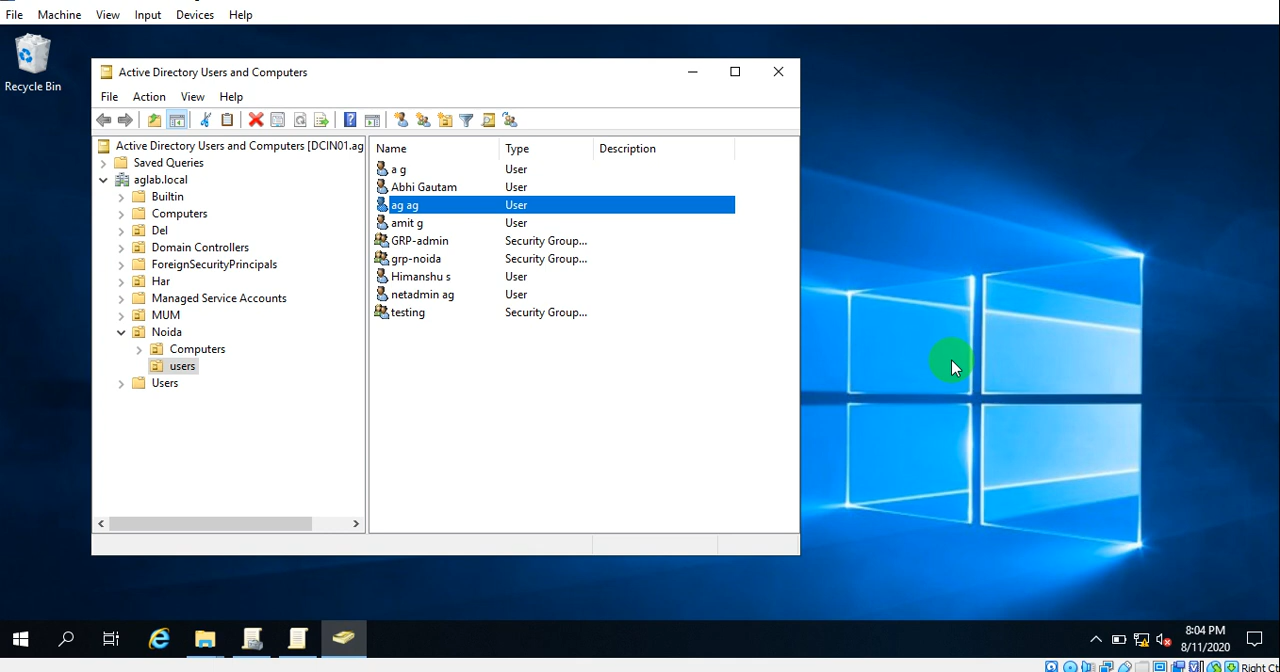 File Machine View Input Devices Help
Recycle Bin
Active Directory Users and Computers
File Action View Help
Active Directory Users and Computers [DCIN01.ag
Saved Queries
aglab.local
Builtin
Computers
Del
Domain Controllers
ForeignSecurityPrincipals
Har
Managed Service Accounts
MUM
Noida
Computers
users
Users
Name Type Description
a g User
Abhi Gautam User
ag ag User
amit g User
GRP-admin Security Group...
grp-noida Security Group...
Himanshu s User
netadmin ag User
testing Security Group...
8:04 PM
8/11/2020
Right Ct